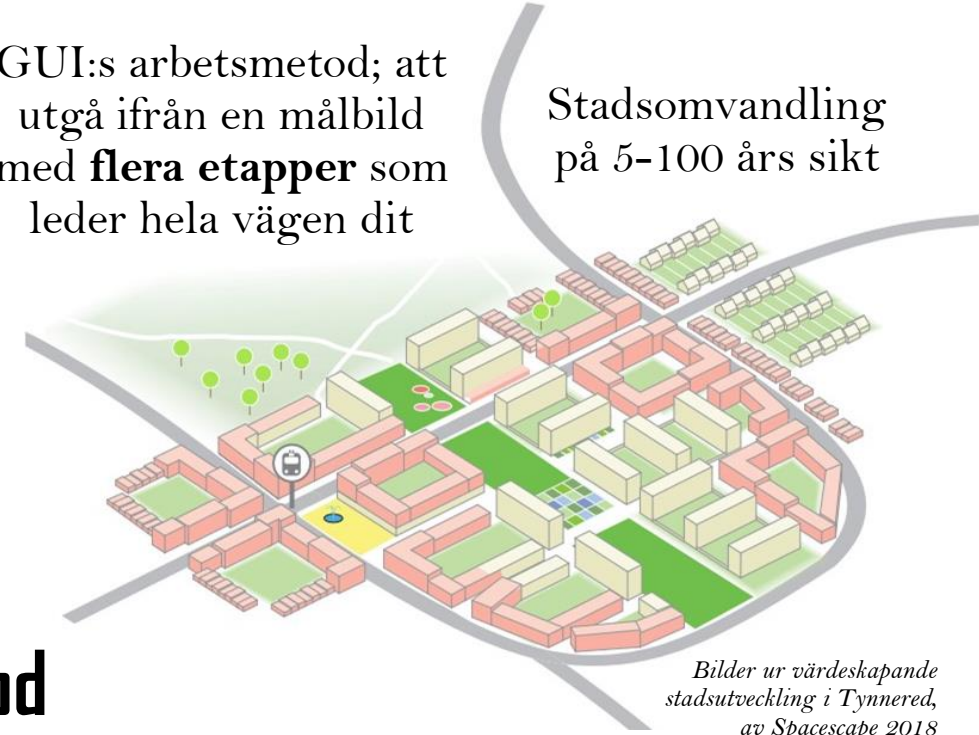 GUI:s arbetsmetod; att
utgå ifrån en målbild
med flera etapper som
leder hela vägen dit
Stadsomvandling
på 5-100 års sikt
od
Bilder ur värdeskapande
stadsutveckling i Tynnered,
av Spacescape 2018